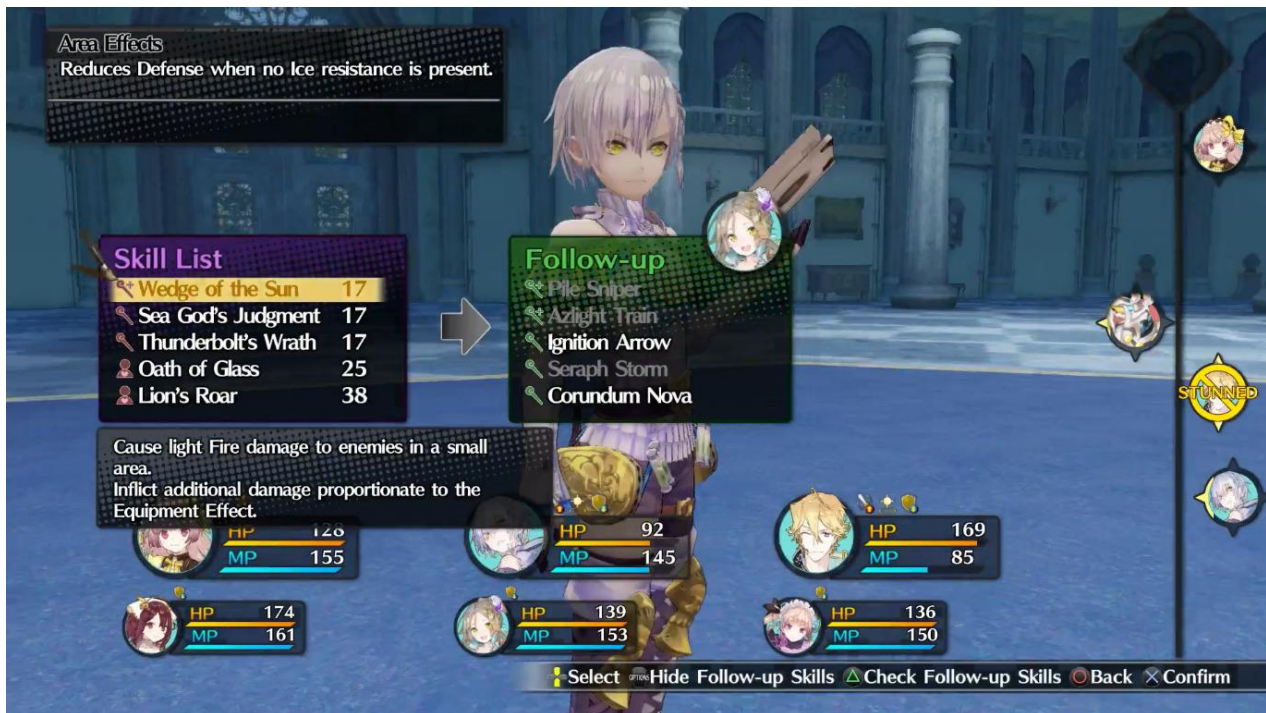 Area Effects
Reduces Defense when no Ice resistance is present.
Skill List
Wedge of the Sun 17
Sea God's Judgment 17
Thunderbolt's Wrath 17
Oath of Glass 25
Lion's Roar 38
Follow-up
Pile Sniper
Azlight Train
Ignition Arrow
Seraph Storm
Corundum Nova
STUNNED
Cause light Fire damage to enemies in a small
area.
Inflict additional damage proportionate to the
Equipment Effect.
HP 128
MP 155
HP 92
MP 145
HP 169
MP 85
HP 174
MP 161
HP 139
MP 153
HP 136
MP 150
Select OPTIONS Hide Follow-up Skills Check Follow-up Skills Back Confirm